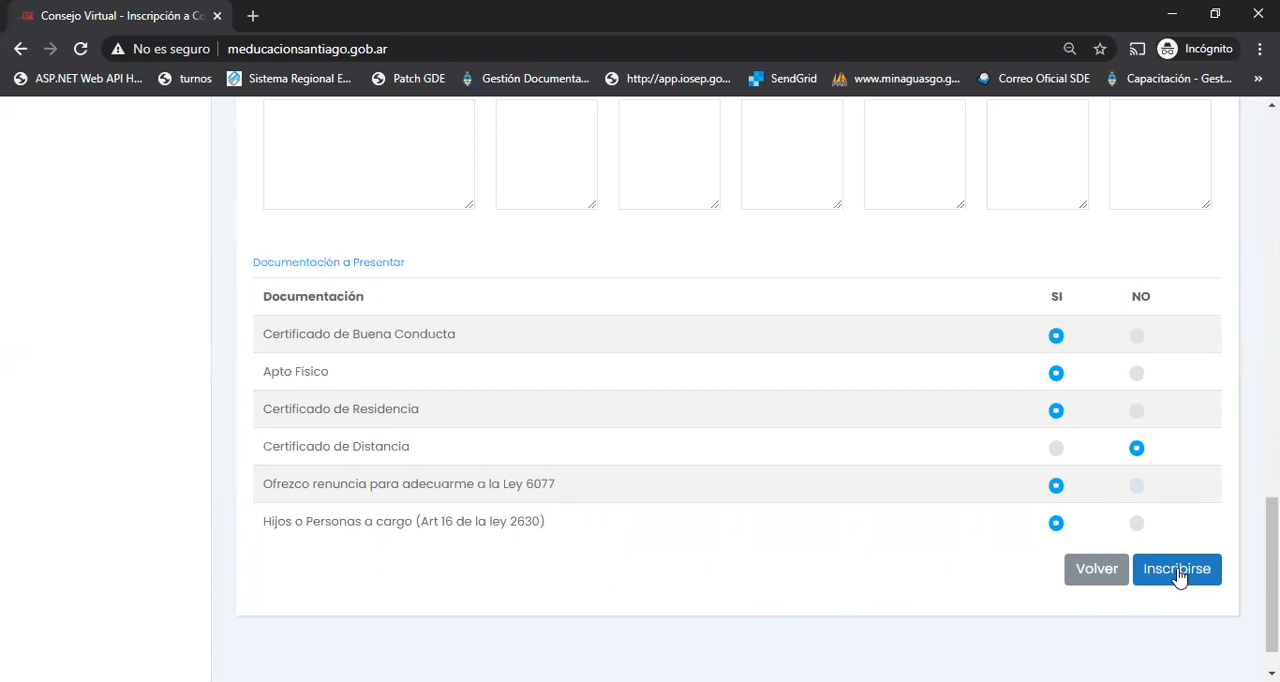 Consejo Virtual - Inscripción a Co
No es seguro
meducacionsantiago.gob.ar
Incógnito
ASP.NET Web API H...
turnos
Sistema Regional E...
Patch GDE
Gestión Documenta...
http://app.iosep.go...
SendGrid
www.minaguasgo.g...
Correo Oficial SDE
Capacitación - Gest...
»
Documentación a Presentar
Documentación SI NO
Certificado de Buena Conducta
Apto Fisico
Certificado de Residencia
Certificado de Distancia
Ofrezco renuncia para adecuarme a la Ley 6077
Hijos o Personas a cargo (Art 16 de la ley 2630)
Volver
Inscribirse